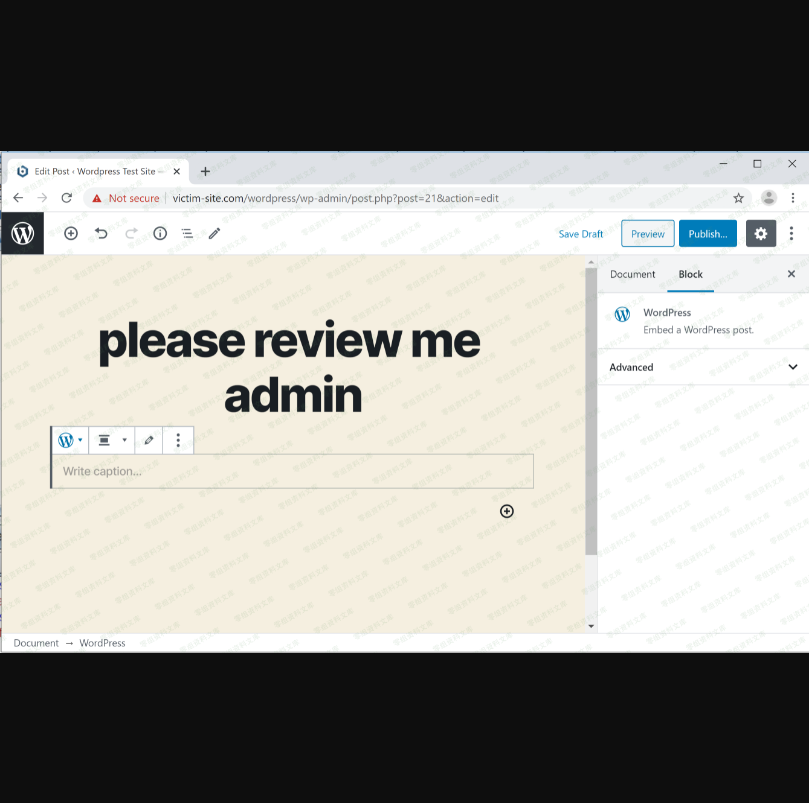 Edit Post ‹ Wordpress Test Site —
Not secure
victim-site.com/wordpress/wp-admin/post.php?post=21&action=edit
Save Draft
Preview
Publish...
Document
Block
WordPress
Embed a WordPress post.
Advanced
please review me
admin
Write caption...
Document → WordPress